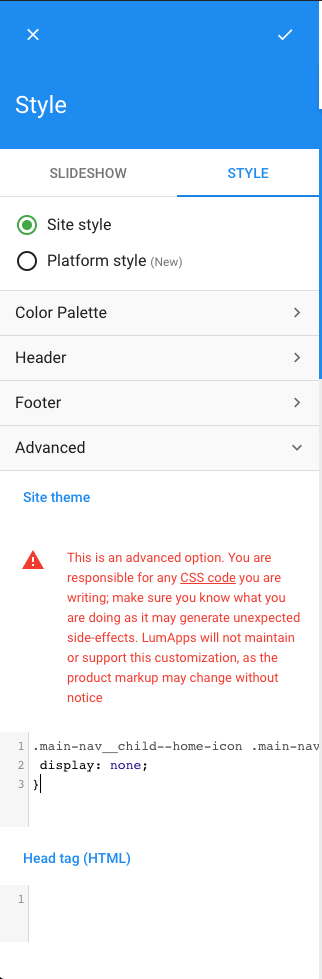 Style
SLIDESHOW STYLE
Site style
Platform style (New)
Color Palette
Header
Footer
Advanced
Site theme
This is an advanced option. You are
responsible for any CSS code you are
writing; make sure you know what you
are doing as it may generate unexpected
side-effects. LumApps will not maintain
or support this customization, as the
product markup may change without
notice
1 .main-nav__child--home-icon .main-nav
2 display: none;
3 }
Head tag (HTML)
1